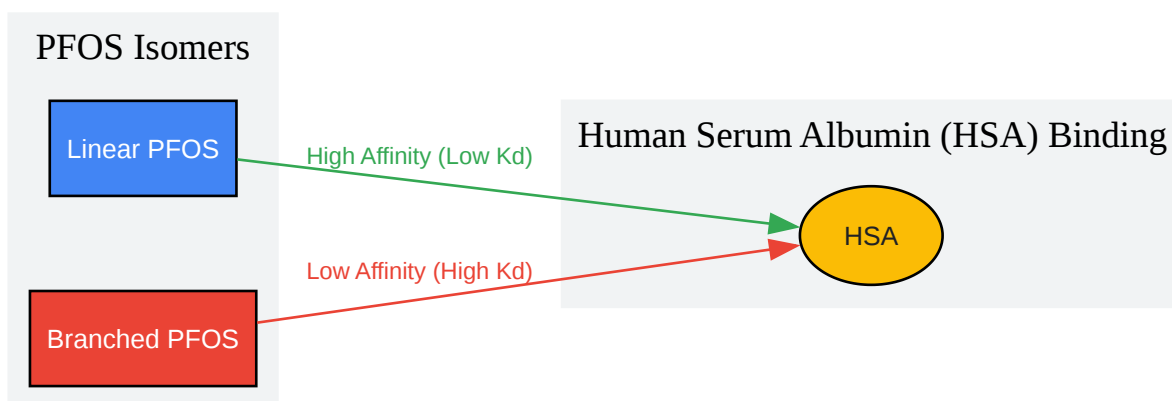 PFOS Isomers
Linear PFOS
High Affinity (Low Kd)
Human Serum Albumin (HSA) Binding
HSA
Low Affinity (High Kd)
Branched PFOS